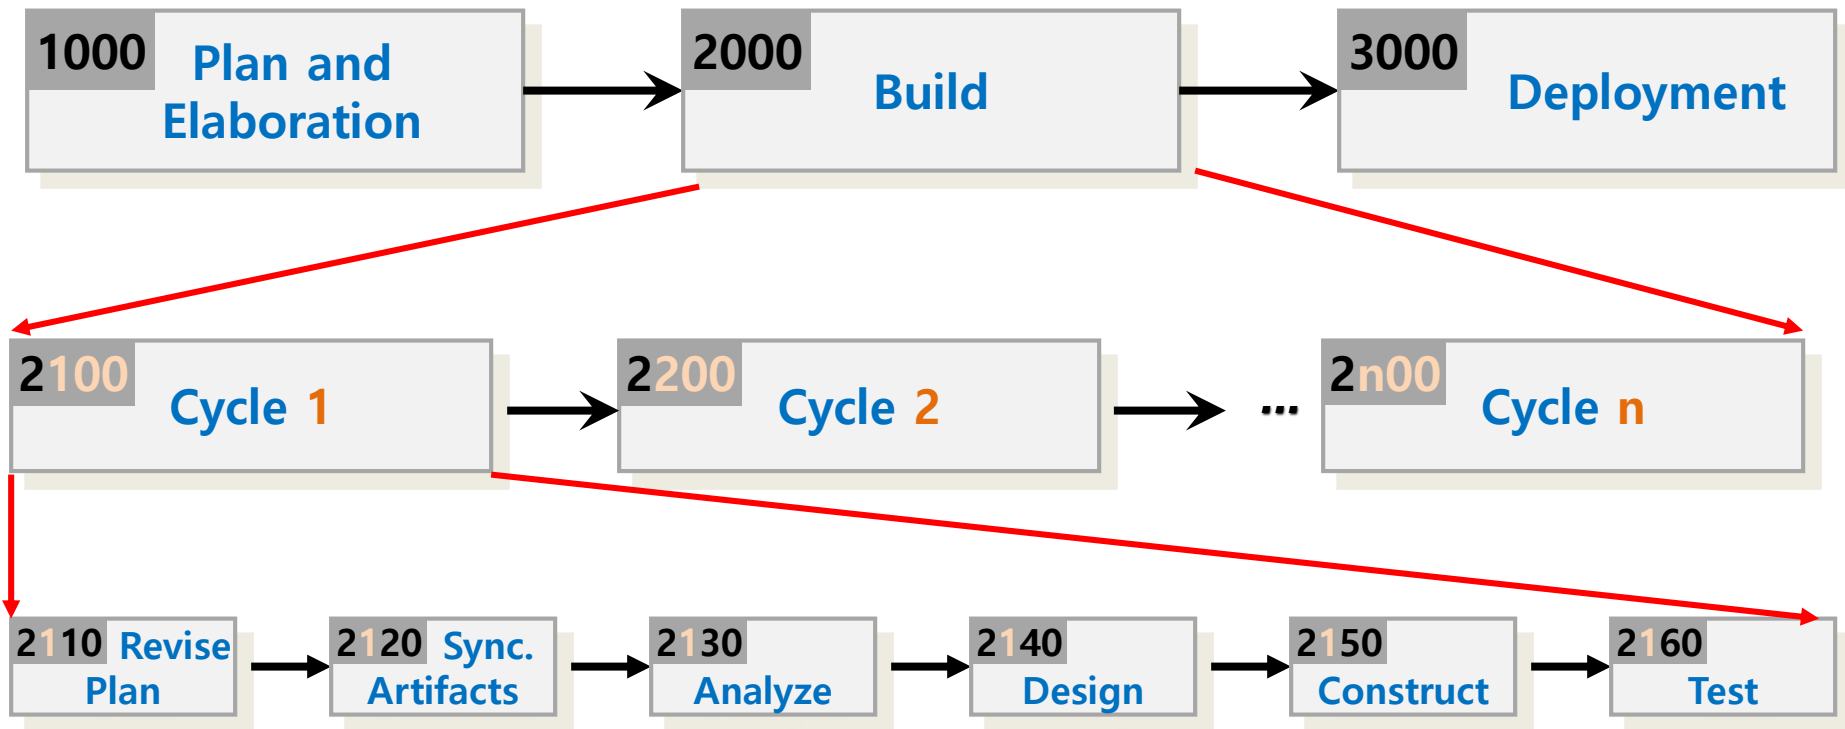 1000
Plan and
Elaboration
2000
Build
3000
Deployment
2100
Cycle 1
2200
Cycle 2
...
2n00
Cycle n
2110 Revise
Plan
2120 Sync.
Artifacts
2130
Analyze
2140
Design
2150
Construct
2160
Test